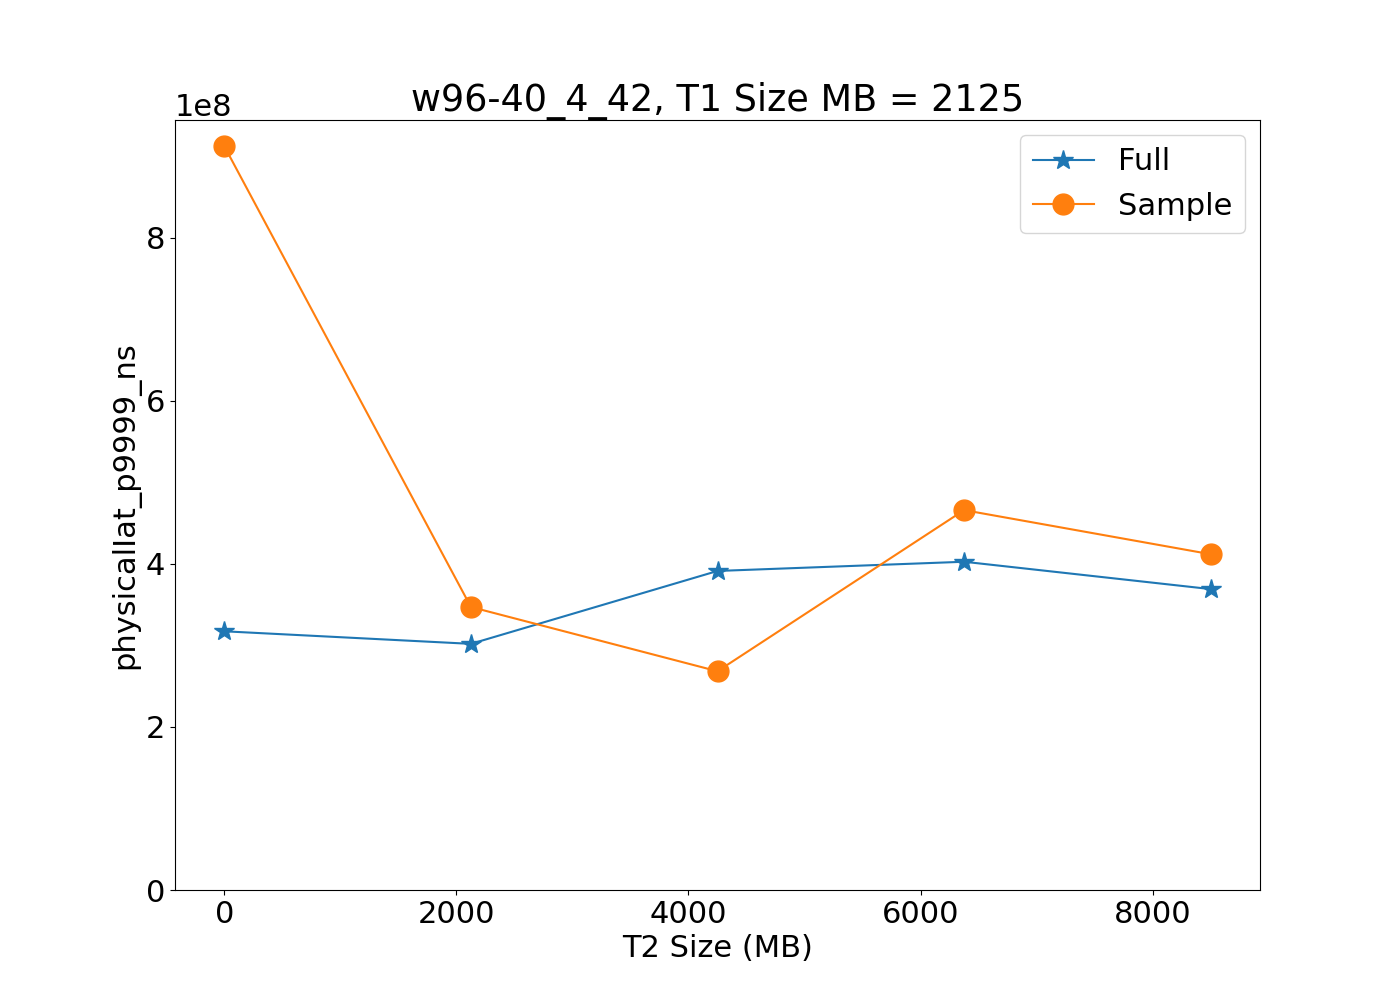 w96-40_4_42, T1 Size MB = 2125
1e8
Full
Sample
8
6
4
2
0
physicallat_p9999_ns
0 2000 4000 6000 8000
T2 Size (MB)